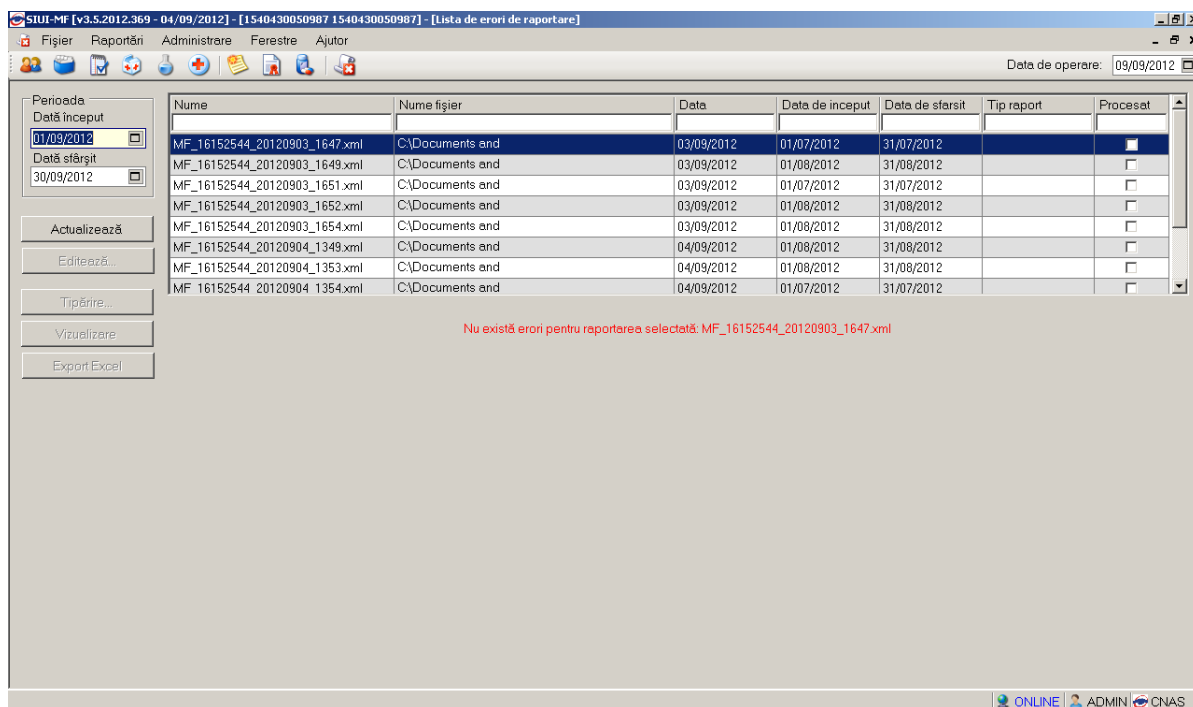 SIUI-MF [v3.5.2012.369 - 04/09/2012] - [1540430050987 1540430050987] - [Lista de erori de raportare]
Fișier Raportări Administrare Ferestre Ajutor
Data de operare: 09/09/2012
Perioada
Dată început
01/09/2012
Dată sfârșit
30/09/2012
Actualizează
Editează...
Tipărire...
Vizualizare
Export Excel
Nume Nume fișier Data Data de inceput Data de sfarsit Tip raport Procesat
MF_16152544_20120903_1647.xml C:\Documents and 03/09/2012 01/07/2012 31/07/2012
MF_16152544_20120903_1649.xml C:\Documents and 03/09/2012 01/08/2012 31/08/2012
MF_16152544_20120903_1651.xml C:\Documents and 03/09/2012 01/07/2012 31/07/2012
MF_16152544_20120903_1652.xml C:\Documents and 03/09/2012 01/08/2012 31/08/2012
MF_16152544_20120903_1654.xml C:\Documents and 03/09/2012 01/08/2012 31/08/2012
MF_16152544_20120904_1349.xml C:\Documents and 04/09/2012 01/08/2012 31/08/2012
MF_16152544_20120904_1353.xml C:\Documents and 04/09/2012 01/08/2012 31/08/2012
MF_16152544_20120904_1354.xml C:\Documents and 04/09/2012 01/07/2012 31/07/2012
Nu există erori pentru raportarea selectată: MF_16152544_20120903_1647.xml
ONLINE ADMIN CNAS